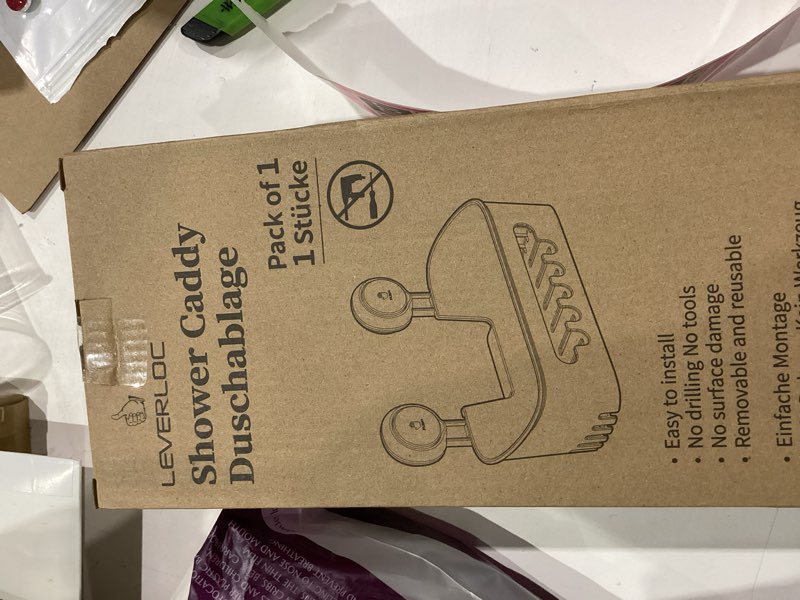 LEVERLOC
Shower Caddy
Duschablage
Pack of 1
1 Stücke
• Easy to install
• No drilling No tools
• No surface damage
• Removable and reusable
• Einfache Montage